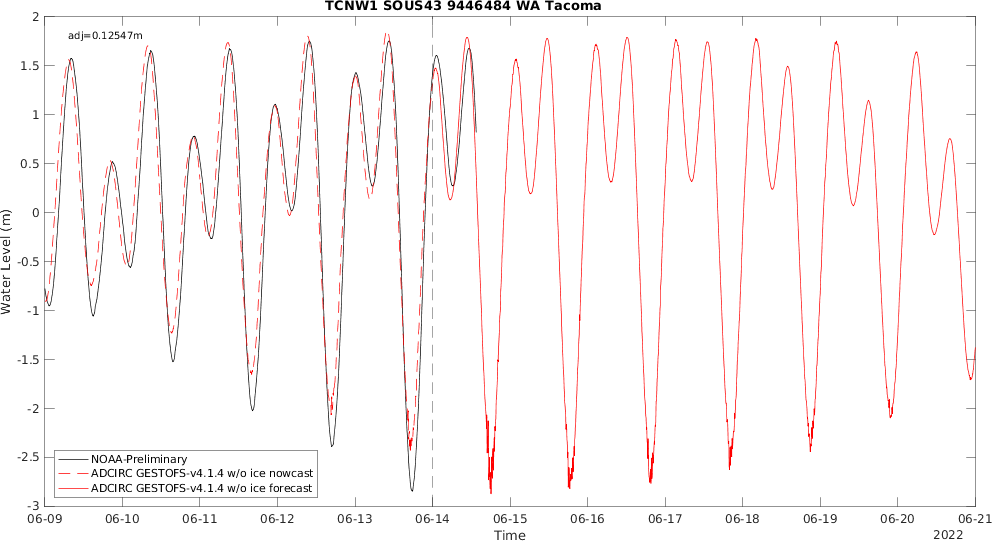 TCNW1 SOUS43 9446484 WA Tacoma
adj=0.12547m
2
1.5
1
0.5
0
-0.5
-1
-1.5
-2
-2.5
-3
Water Level (m)
NOAA-Preliminary
ADCIRC GESTOFS-v4.1.4 w/o ice nowcast
ADCIRC GESTOFS-v4.1.4 w/o ice forecast
06-09 06-10 06-11 06-12 06-13 06-14 06-15 06-16 06-17 06-18 06-19 06-20 06-21
Time
2022